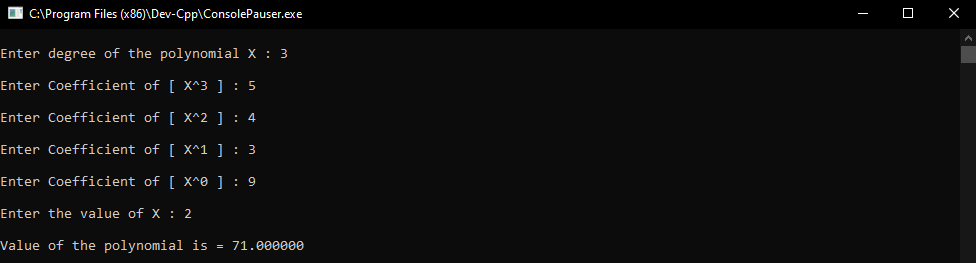 C:\Program Files (x86)\Dev-Cpp\ConsolePauser.exe
Enter degree of the polynomial X : 3
Enter Coefficient of [ X^3 ] : 5
Enter Coefficient of [ X^2 ] : 4
Enter Coefficient of [ X^1 ] : 3
Enter Coefficient of [ X^0 ] : 9
Enter the value of X : 2
Value of the polynomial is = 71.000000